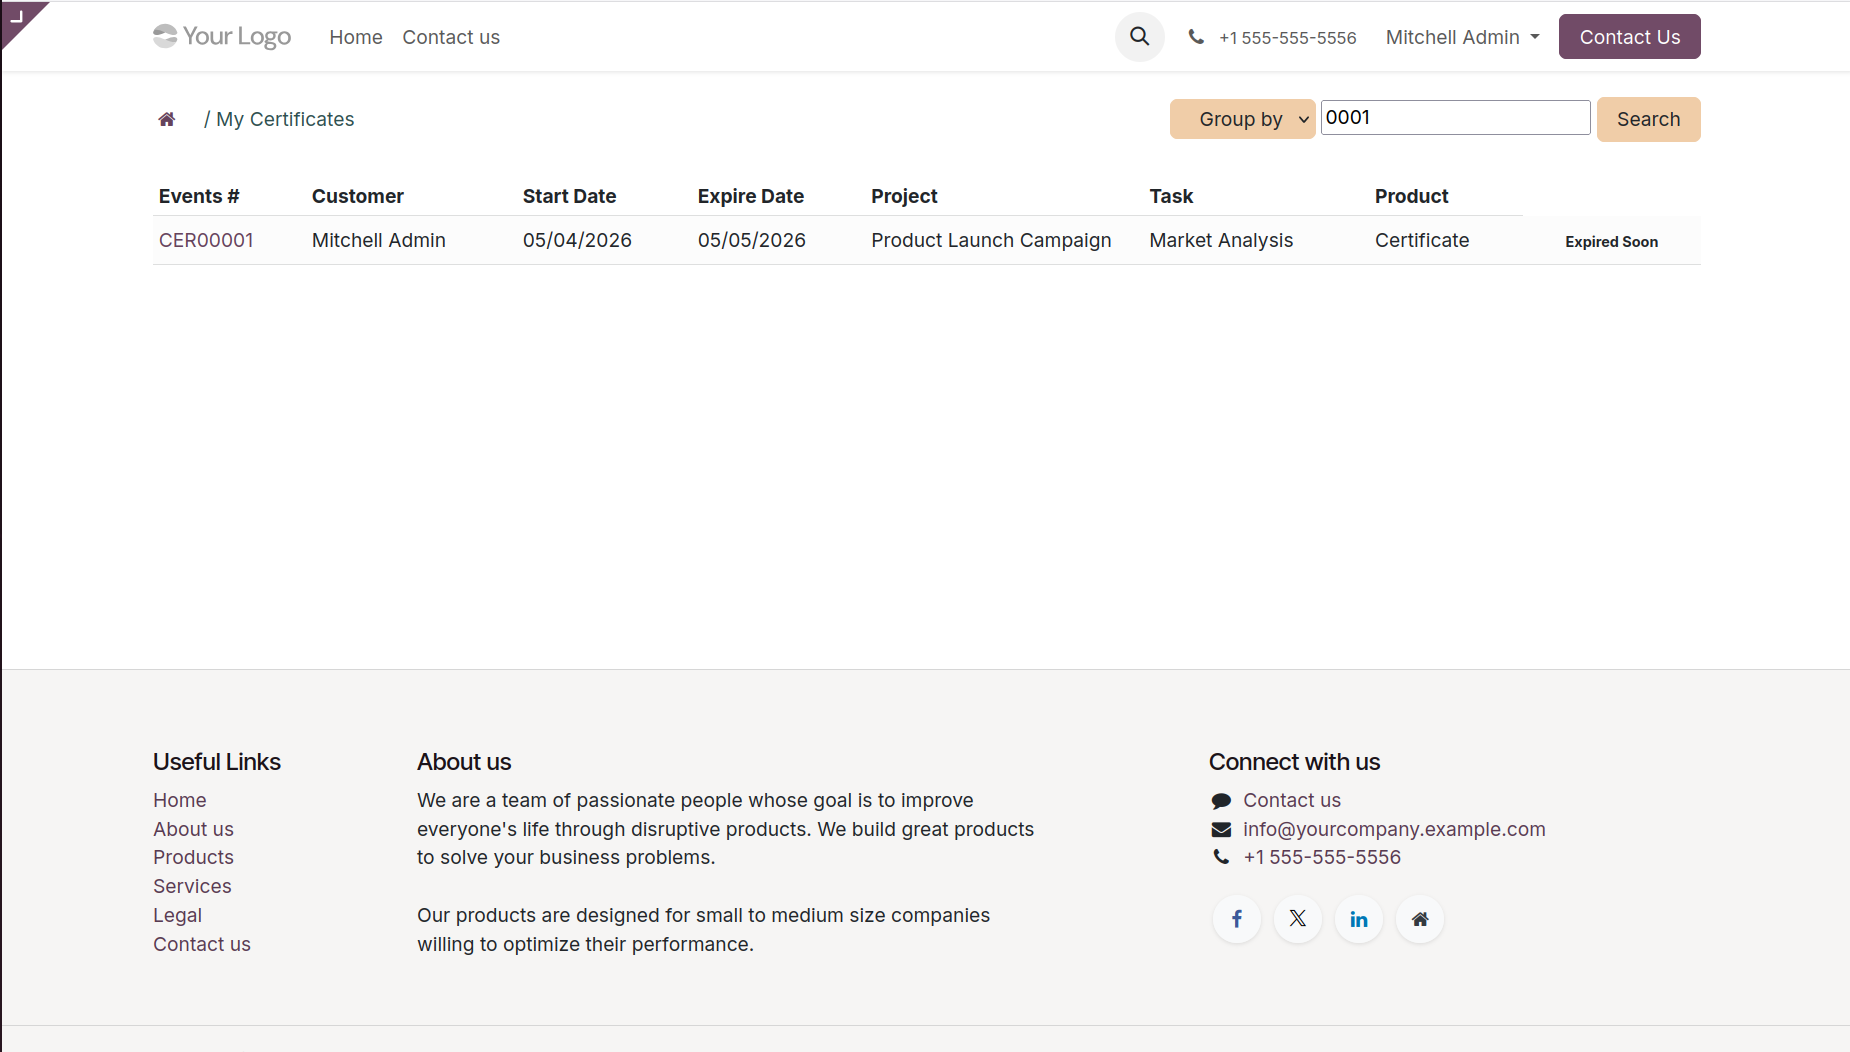 Your Logo Home Contact us +1 555-555-5556 Mitchell Admin Contact Us
/ My Certificates Group by 0001 Search
Events # Customer Start Date Expire Date Project Task Product
CER00001 Mitchell Admin 05/04/2026 05/05/2026 Product Launch Campaign Market Analysis Certificate Expired Soon
Useful Links
Home
About us
Products
Services
Legal
Contact us
About us
We are a team of passionate people whose goal is to improve
everyone's life through disruptive products. We build great products
to solve your business problems.
Our products are designed for small to medium size companies
willing to optimize their performance.
Connect with us
Contact us
info@yourcompany.example.com
+1 555-555-5556